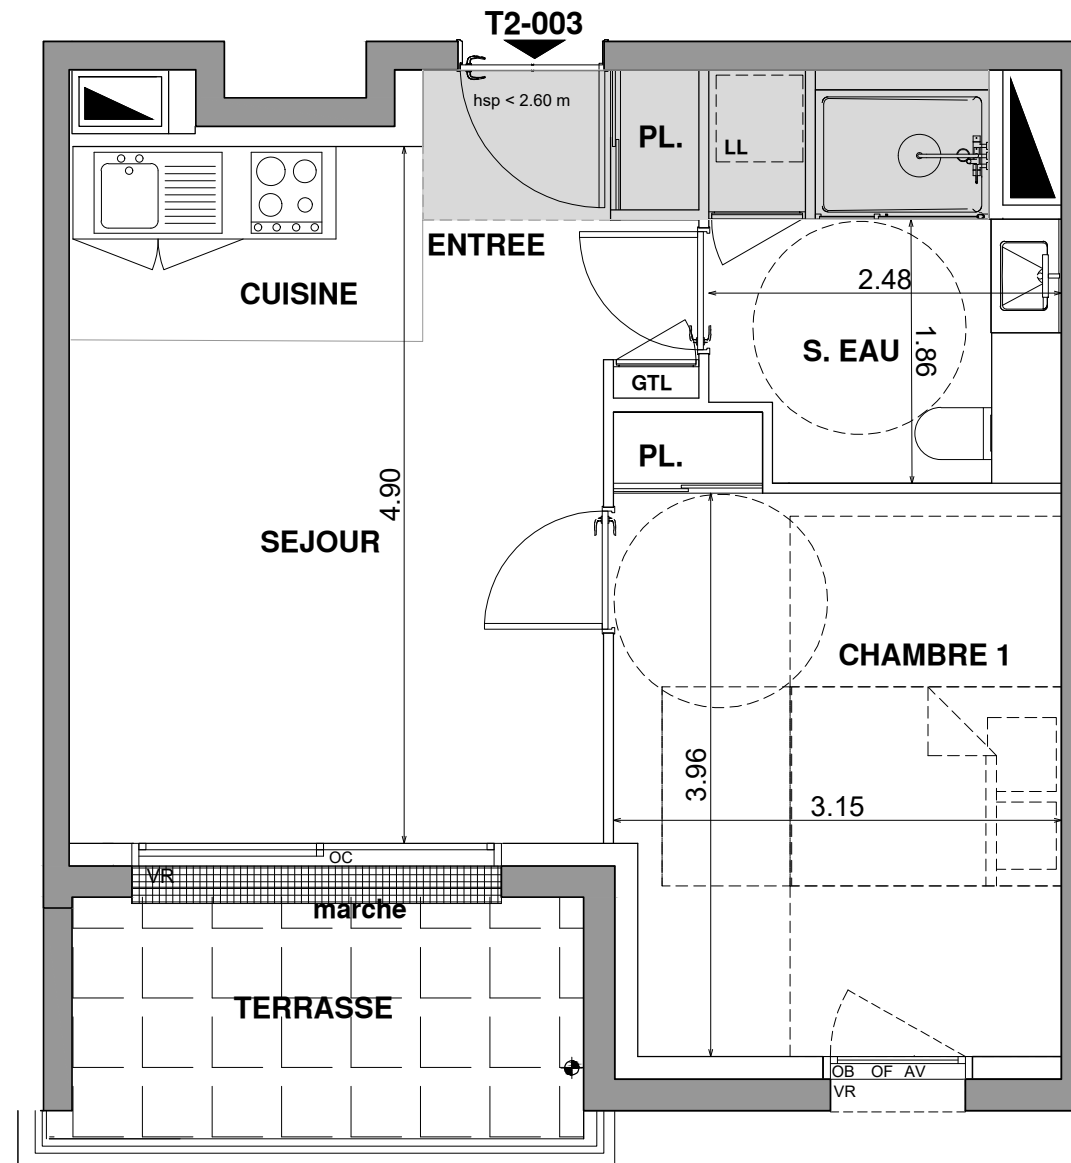 T2-003
hsp < 2.60 m
PL.
LL
ENTREE
CUISINE
2.48
S. EAU
1.86
GTL
PL.
4.90
SEJOUR
CHAMBRE 1
3.96
3.15
OC
VR
marche
TERRASSE
OB OF AV
VR